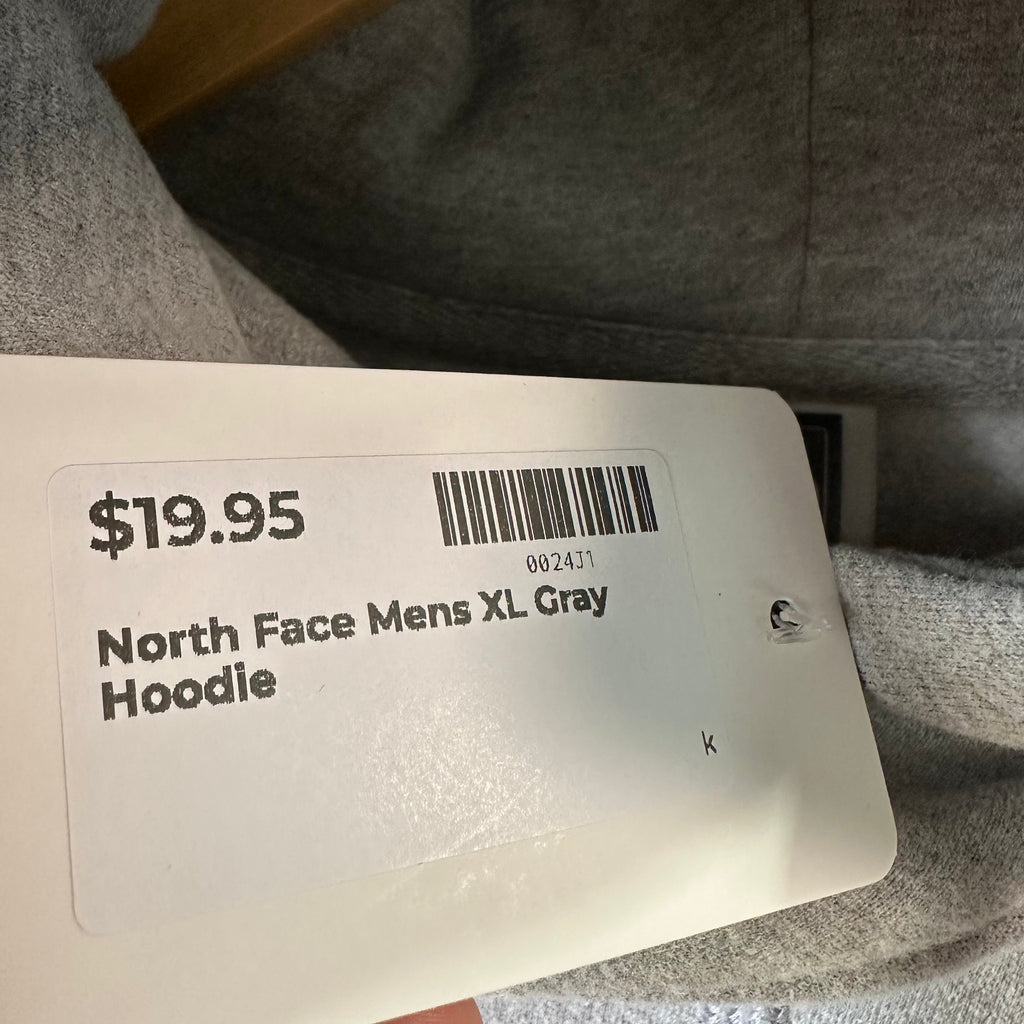 $19.95
0024J1
North Face Mens XL Gray
Hoodie
k